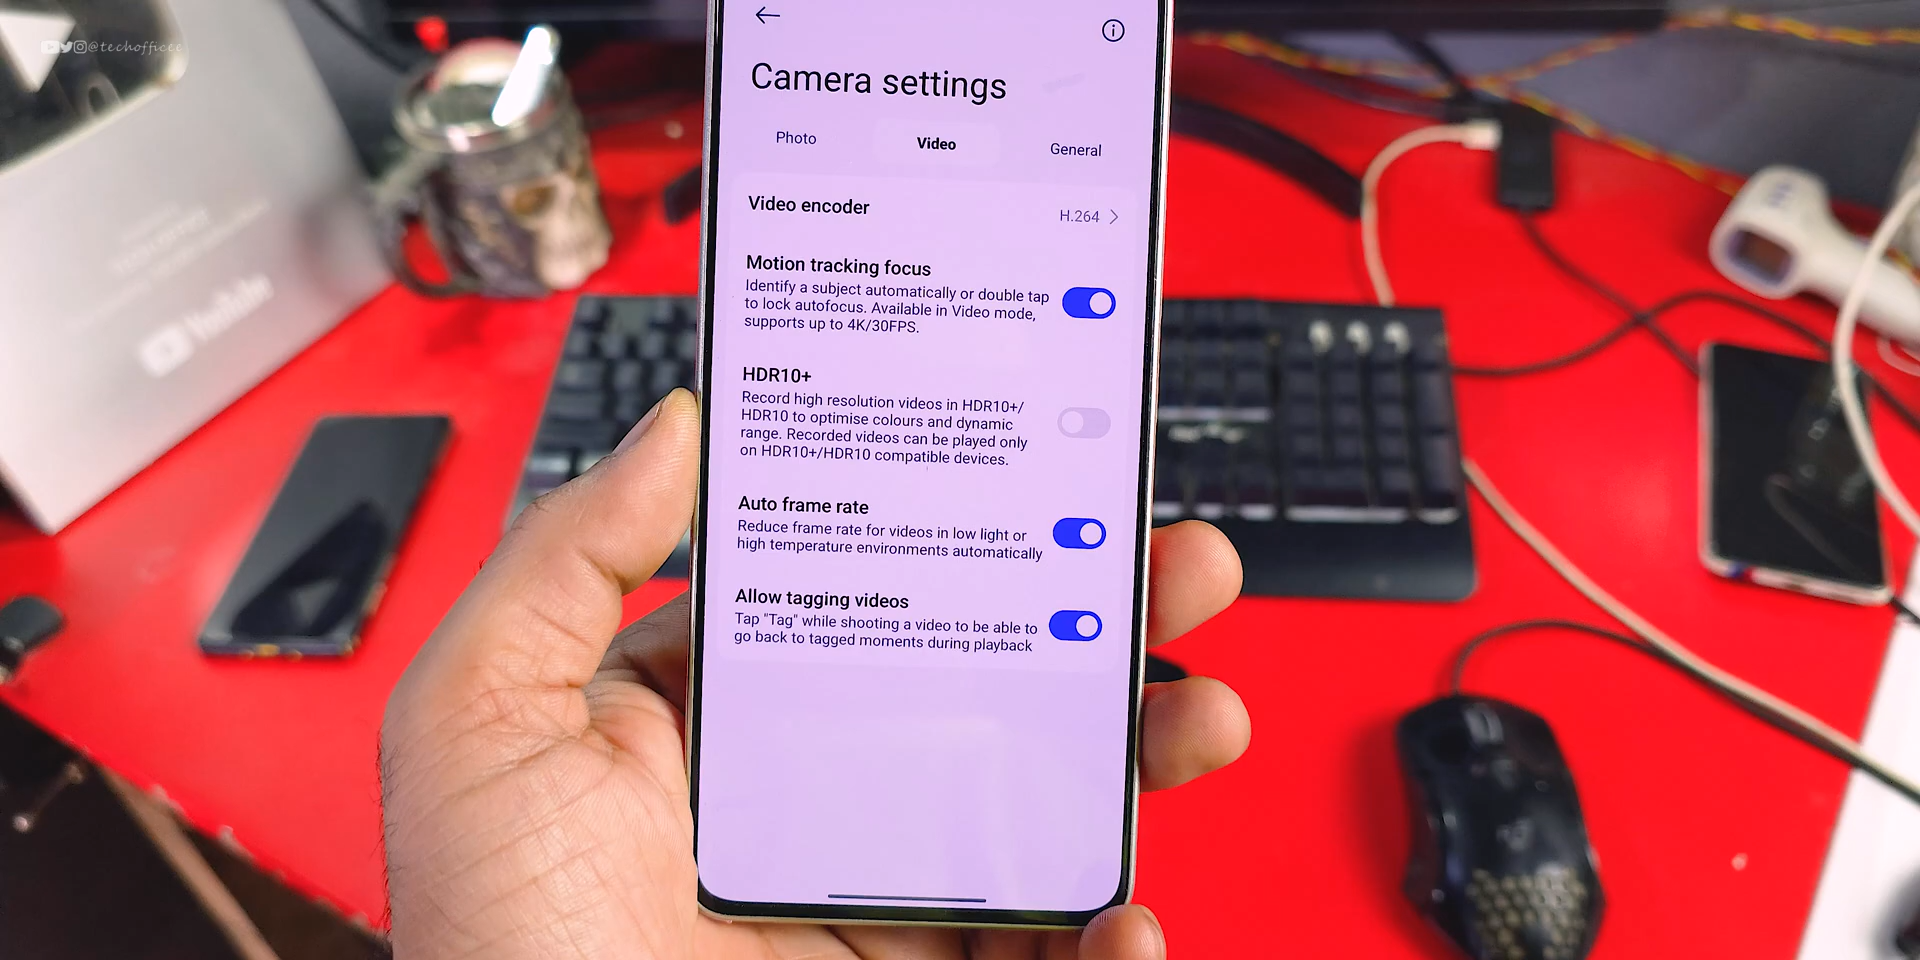 @techofficee
Camera settings
Photo
Video
General
Video encoder
H.264
Motion tracking focus
Identify a subject automatically or double tap
to lock autofocus. Available in Video mode,
supports up to 4K/30FPS.
HDR10+
Record high resolution videos in HDR10+/
HDR10 to optimise colours and dynamic
range. Recorded videos can be played only
on HDR10+/HDR10 compatible devices.
Auto frame rate
Reduce frame rate for videos in low light or
high temperature environments automatically
Allow tagging videos
Tap "Tag" while shooting a video to be able to
go back to tagged moments during playback
YouTube